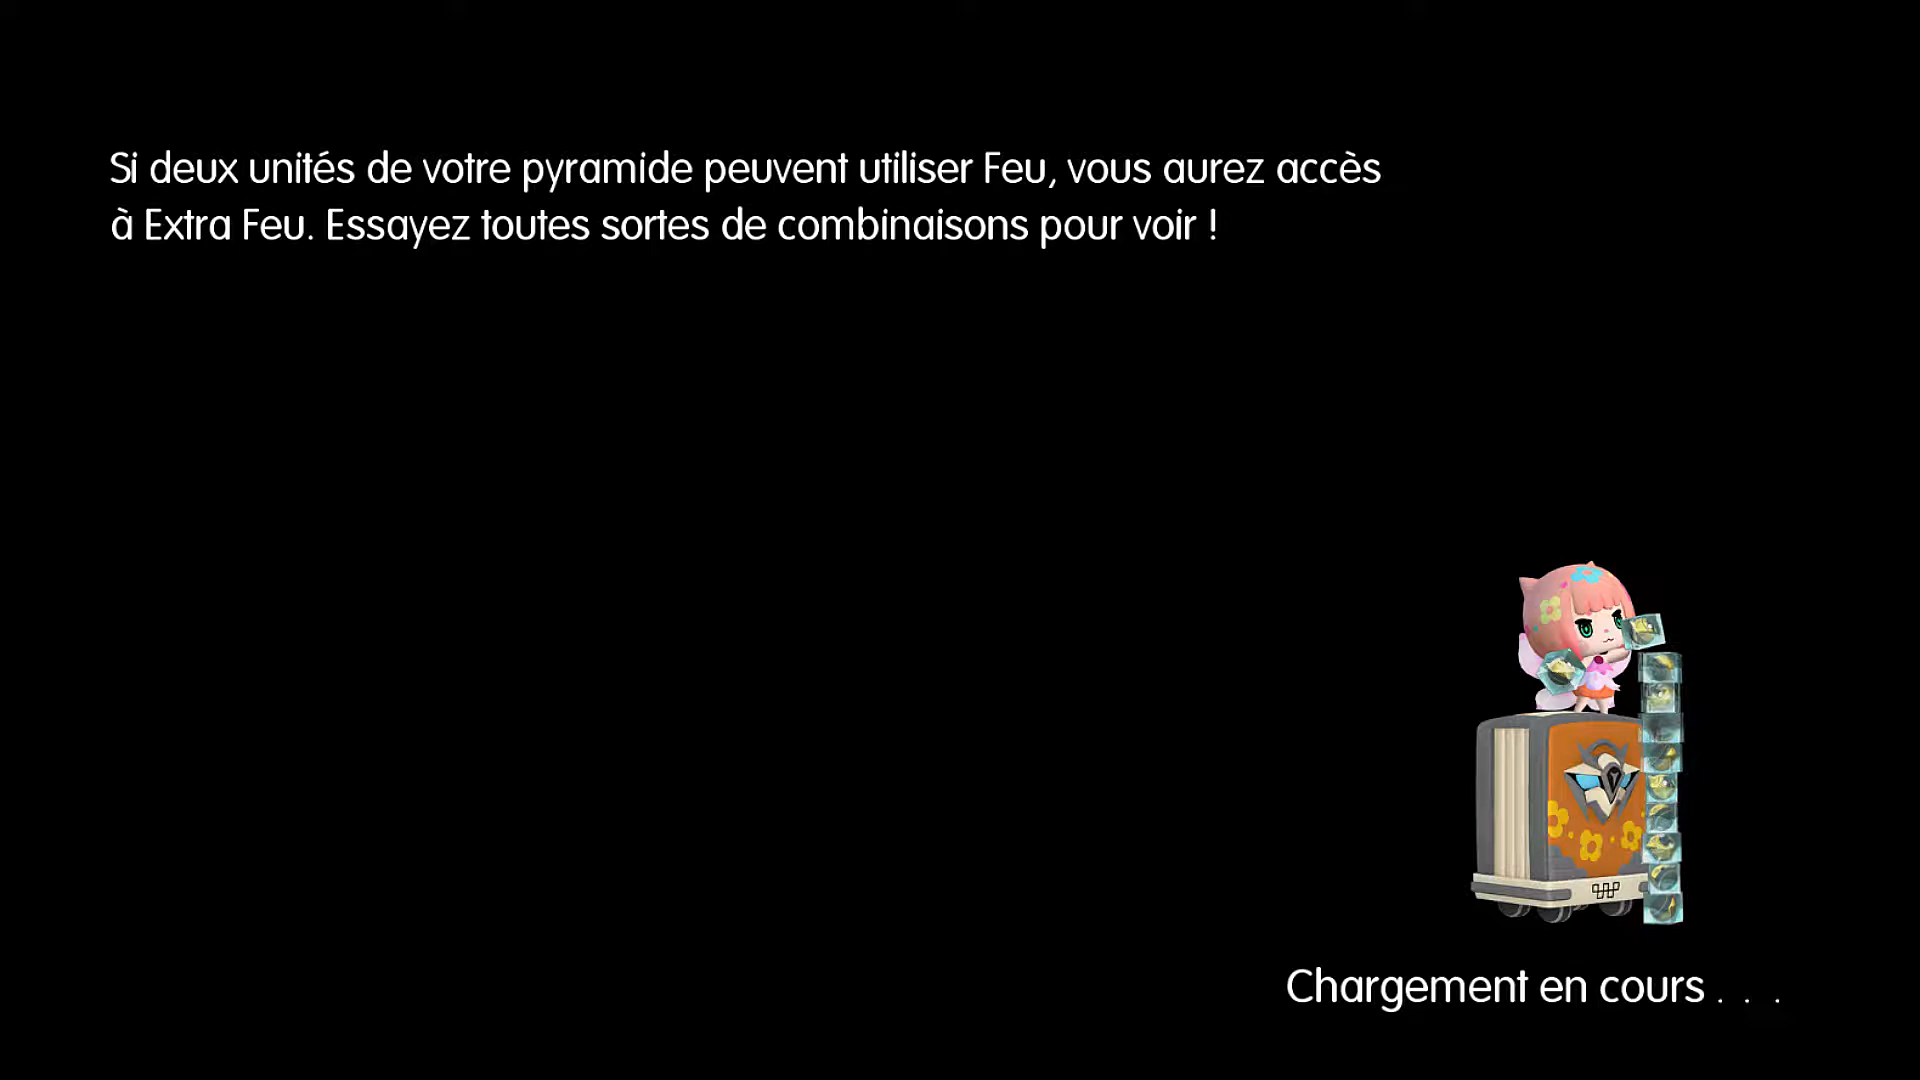 Si deux unités de votre pyramide peuvent utiliser Feu, vous aurez accès
à Extra Feu. Essayez toutes sortes de combinaisons pour voir !
Chargement en cours . . .